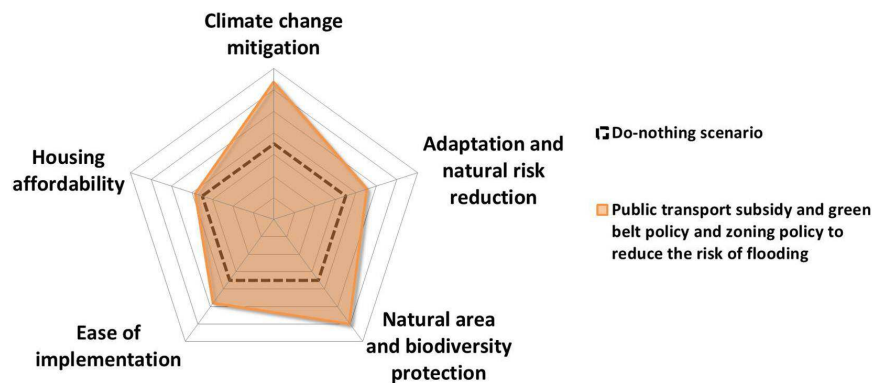 Climate change
mitigation
Adaptation and
natural risk
reduction
Natural area
and biodiversity
protection
Ease of
implementation
Housing
affordability
Do-nothing scenario
Public transport subsidy and green
belt policy and zoning policy to
reduce the risk of flooding